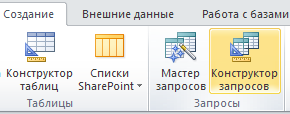 Создание
Внешние данные
Работа с базами
Конструктор
таблиц
Списки
SharePoint
Мастер
запросов
Конструктор
запросов
Таблицы
Запросы